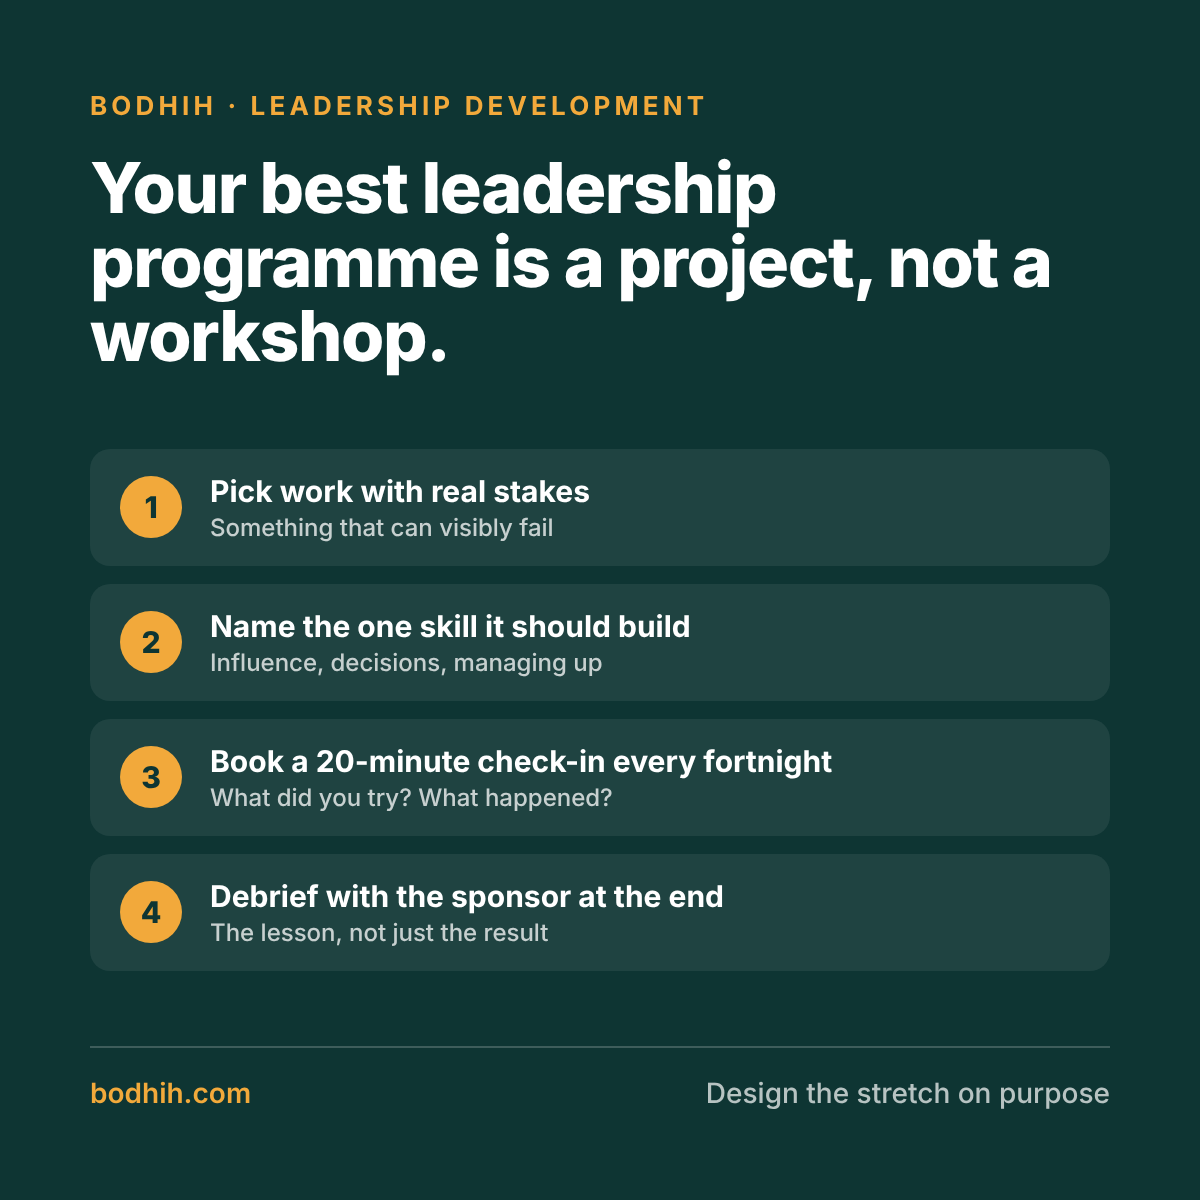 BODHIH · LEADERSHIP DEVELOPMENT
Your best leadership
programme is a project, not a
workshop.
1
Pick work with real stakes
Something that can visibly fail
2
Name the one skill it should build
Influence, decisions, managing up
3
Book a 20-minute check-in every fortnight
What did you try? What happened?
4
Debrief with the sponsor at the end
The lesson, not just the result
bodhih.com
Design the stretch on purpose